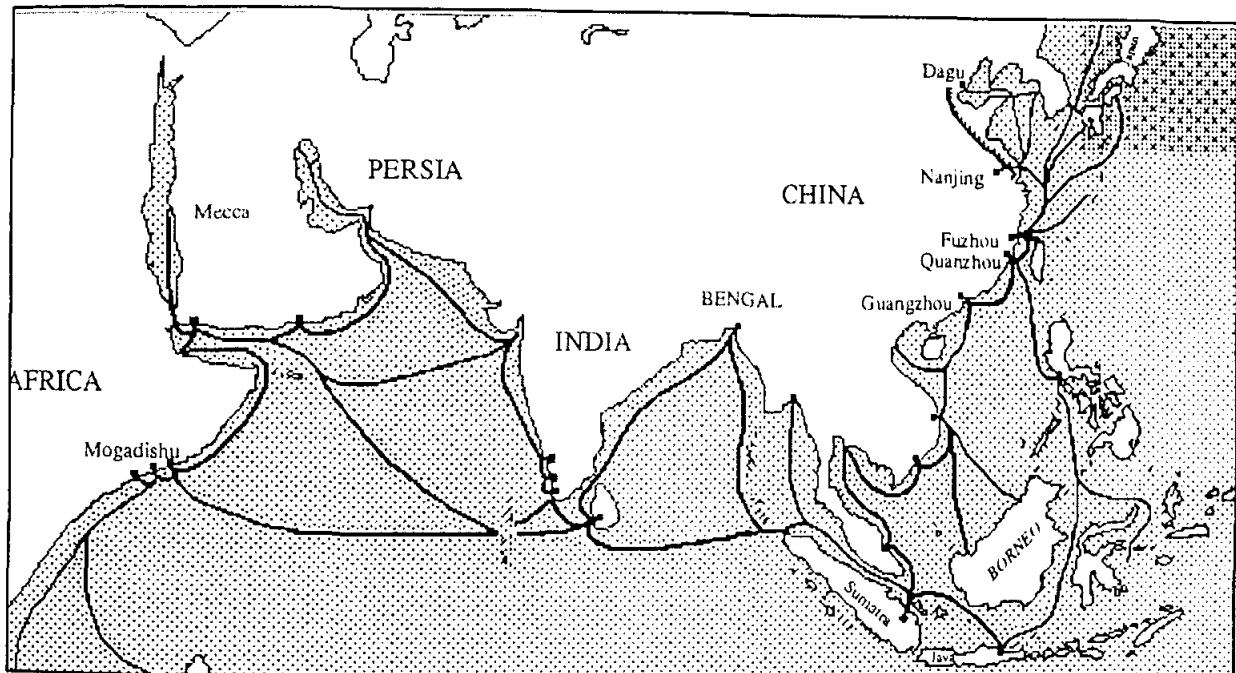 Dagu
PERSIA
CHINA
Nanjing
Mecca
Fuzhou
Quanzhou
BENGAL
Guangzhou
INDIA
AFRICA
Mogadishu
BORNEO
Sumatra
Java